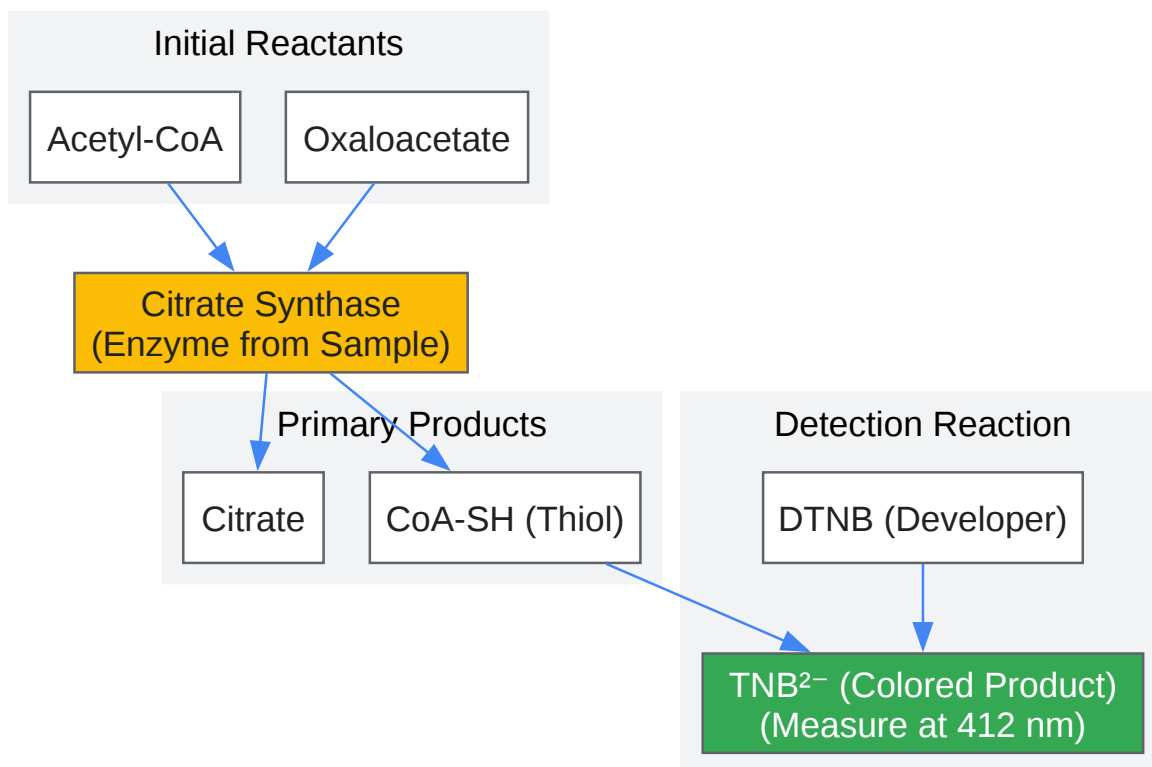 Initial Reactants
Acetyl-CoA
Oxaloacetate
Citrate Synthase
(Enzyme from Sample)
Primary Products
Citrate
CoA-SH (Thiol)
Detection Reaction
DTNB (Developer)
TNB²⁻ (Colored Product)
(Measure at 412 nm)